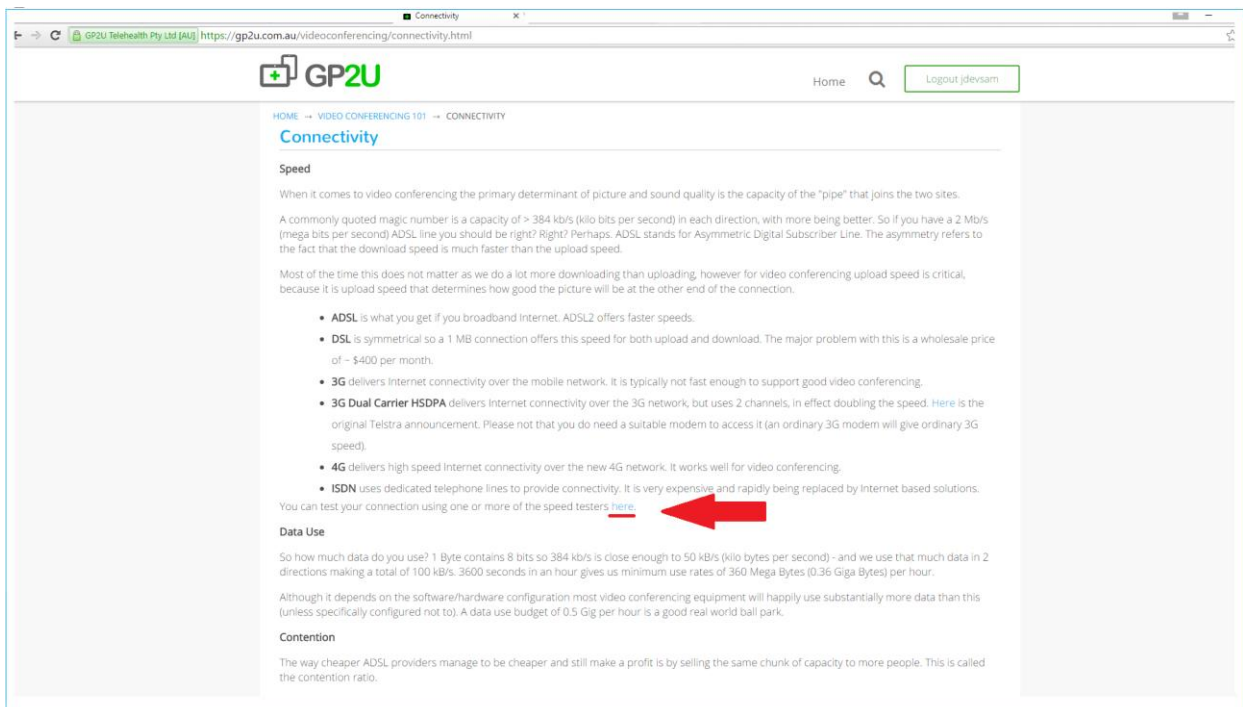 Connectivity
GP2U Telehealth Pty Ltd [AU] https://gp2u.com.au/videoconferencing/connectivity.html
GP2U
Home
Logout jdevsam
HOME → VIDEO CONFERENCING 101 → CONNECTIVITY
Connectivity
Speed
When it comes to video conferencing the primary determinant of picture and sound quality is the capacity of the "pipe" that joins the two sites.
A commonly quoted magic number is a capacity of > 384 kb/s (kilo bits per second) in each direction, with more being better. So if you have a 2 Mb/s
(mega bits per second) ADSL line you should be right? Right? Perhaps. ADSL stands for Asymmetric Digital Subscriber Line. The asymmetry refers to
the fact that the download speed is much faster than the upload speed.
Most of the time this does not matter as we do a lot more downloading than uploading, however for video conferencing upload speed is critical,
because it is upload speed that determines how good the picture will be at the other end of the connection.
• ADSL is what you get if you broadband Internet. ADSL2 offers faster speeds.
• DSL is symmetrical so a 1 MB connection offers this speed for both upload and download. The major problem with this is a wholesale price
of ~ $400 per month.
• 3G delivers Internet connectivity over the mobile network. It is typically not fast enough to support good video conferencing.
• 3G Dual Carrier HSDPA delivers Internet connectivity over the 3G network, but uses 2 channels, in effect doubling the speed. Here is the
original Telstra announcement. Please not that you do need a suitable modem to access it (an ordinary 3G modem will give ordinary 3G
speed).
• 4G delivers high speed Internet connectivity over the new 4G network. It works well for video conferencing.
• ISDN uses dedicated telephone lines to provide connectivity. It is very expensive and rapidly being replaced by Internet based solutions.
You can test your connection using one or more of the speed testers here.
Data Use
So how much data do you use? 1 Byte contains 8 bits so 384 kb/s is close enough to 50 kB/s (kilo bytes per second) - and we use that much data in 2
directions making a total of 100 kB/s. 3600 seconds in an hour gives us minimum use rates of 360 Mega Bytes (0.36 Giga Bytes) per hour.
Although it depends on the software/hardware configuration most video conferencing equipment will happily use substantially more data than this
(unless specifically configured not to). A data use budget of 0.5 Gig per hour is a good real world ball park.
Contention
The way cheaper ADSL providers manage to be cheaper and still make a profit is by selling the same chunk of capacity to more people. This is called
the contention ratio.